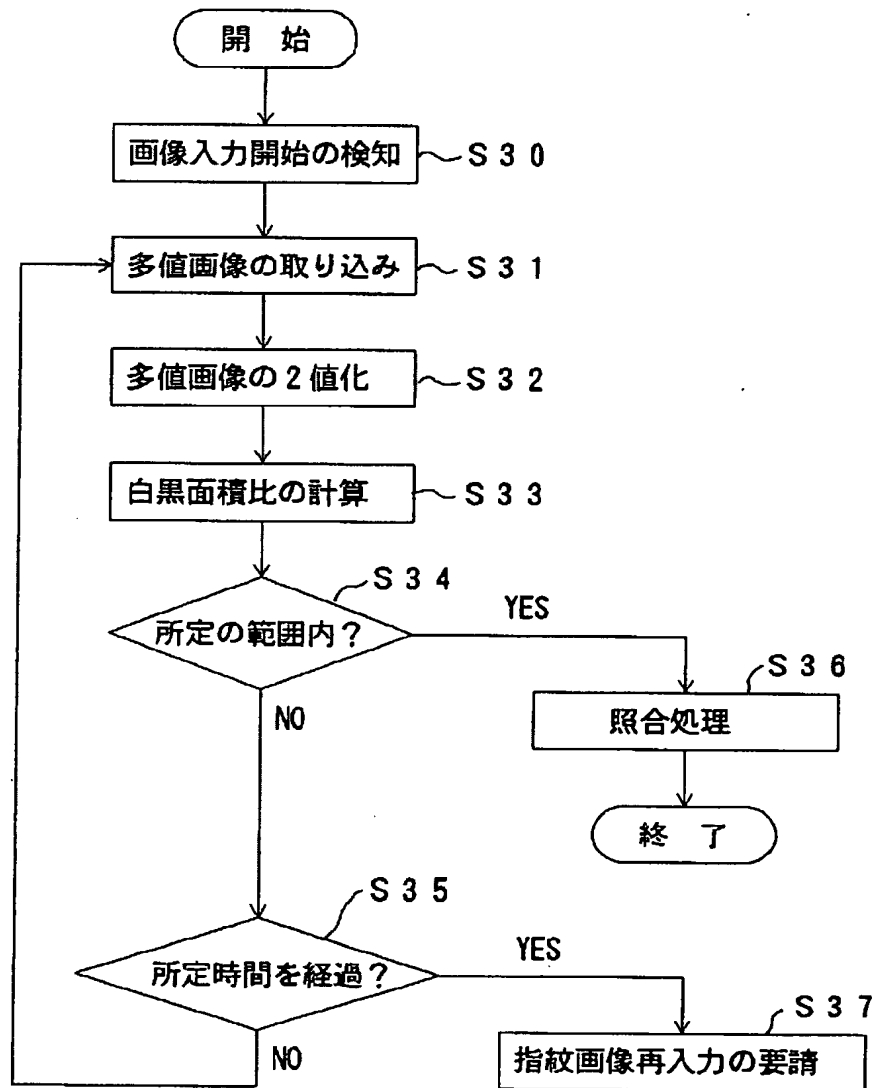 開 始
画像入力開始の検知
S30
多値画像の取り込み
S31
多値画像の2値化
S32
白黒面積比の計算
S33
S34
所定の範囲内?
YES
NO
S36
照合処理
終 了
S35
所定時間を経過?
YES
NO
S37
指紋画像再入力の要請